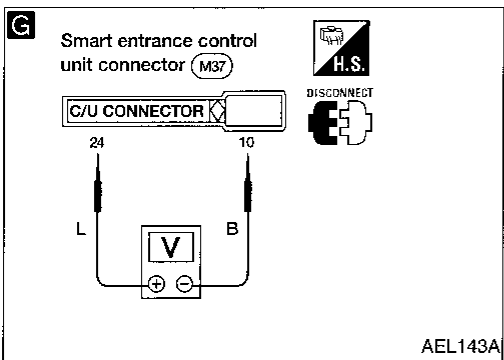 G
Smart entrance control
unit connector (M37)
H.S.
DISCONNECT
C/U CONNECTOR
24 10
L V B
+ −
AEL143A